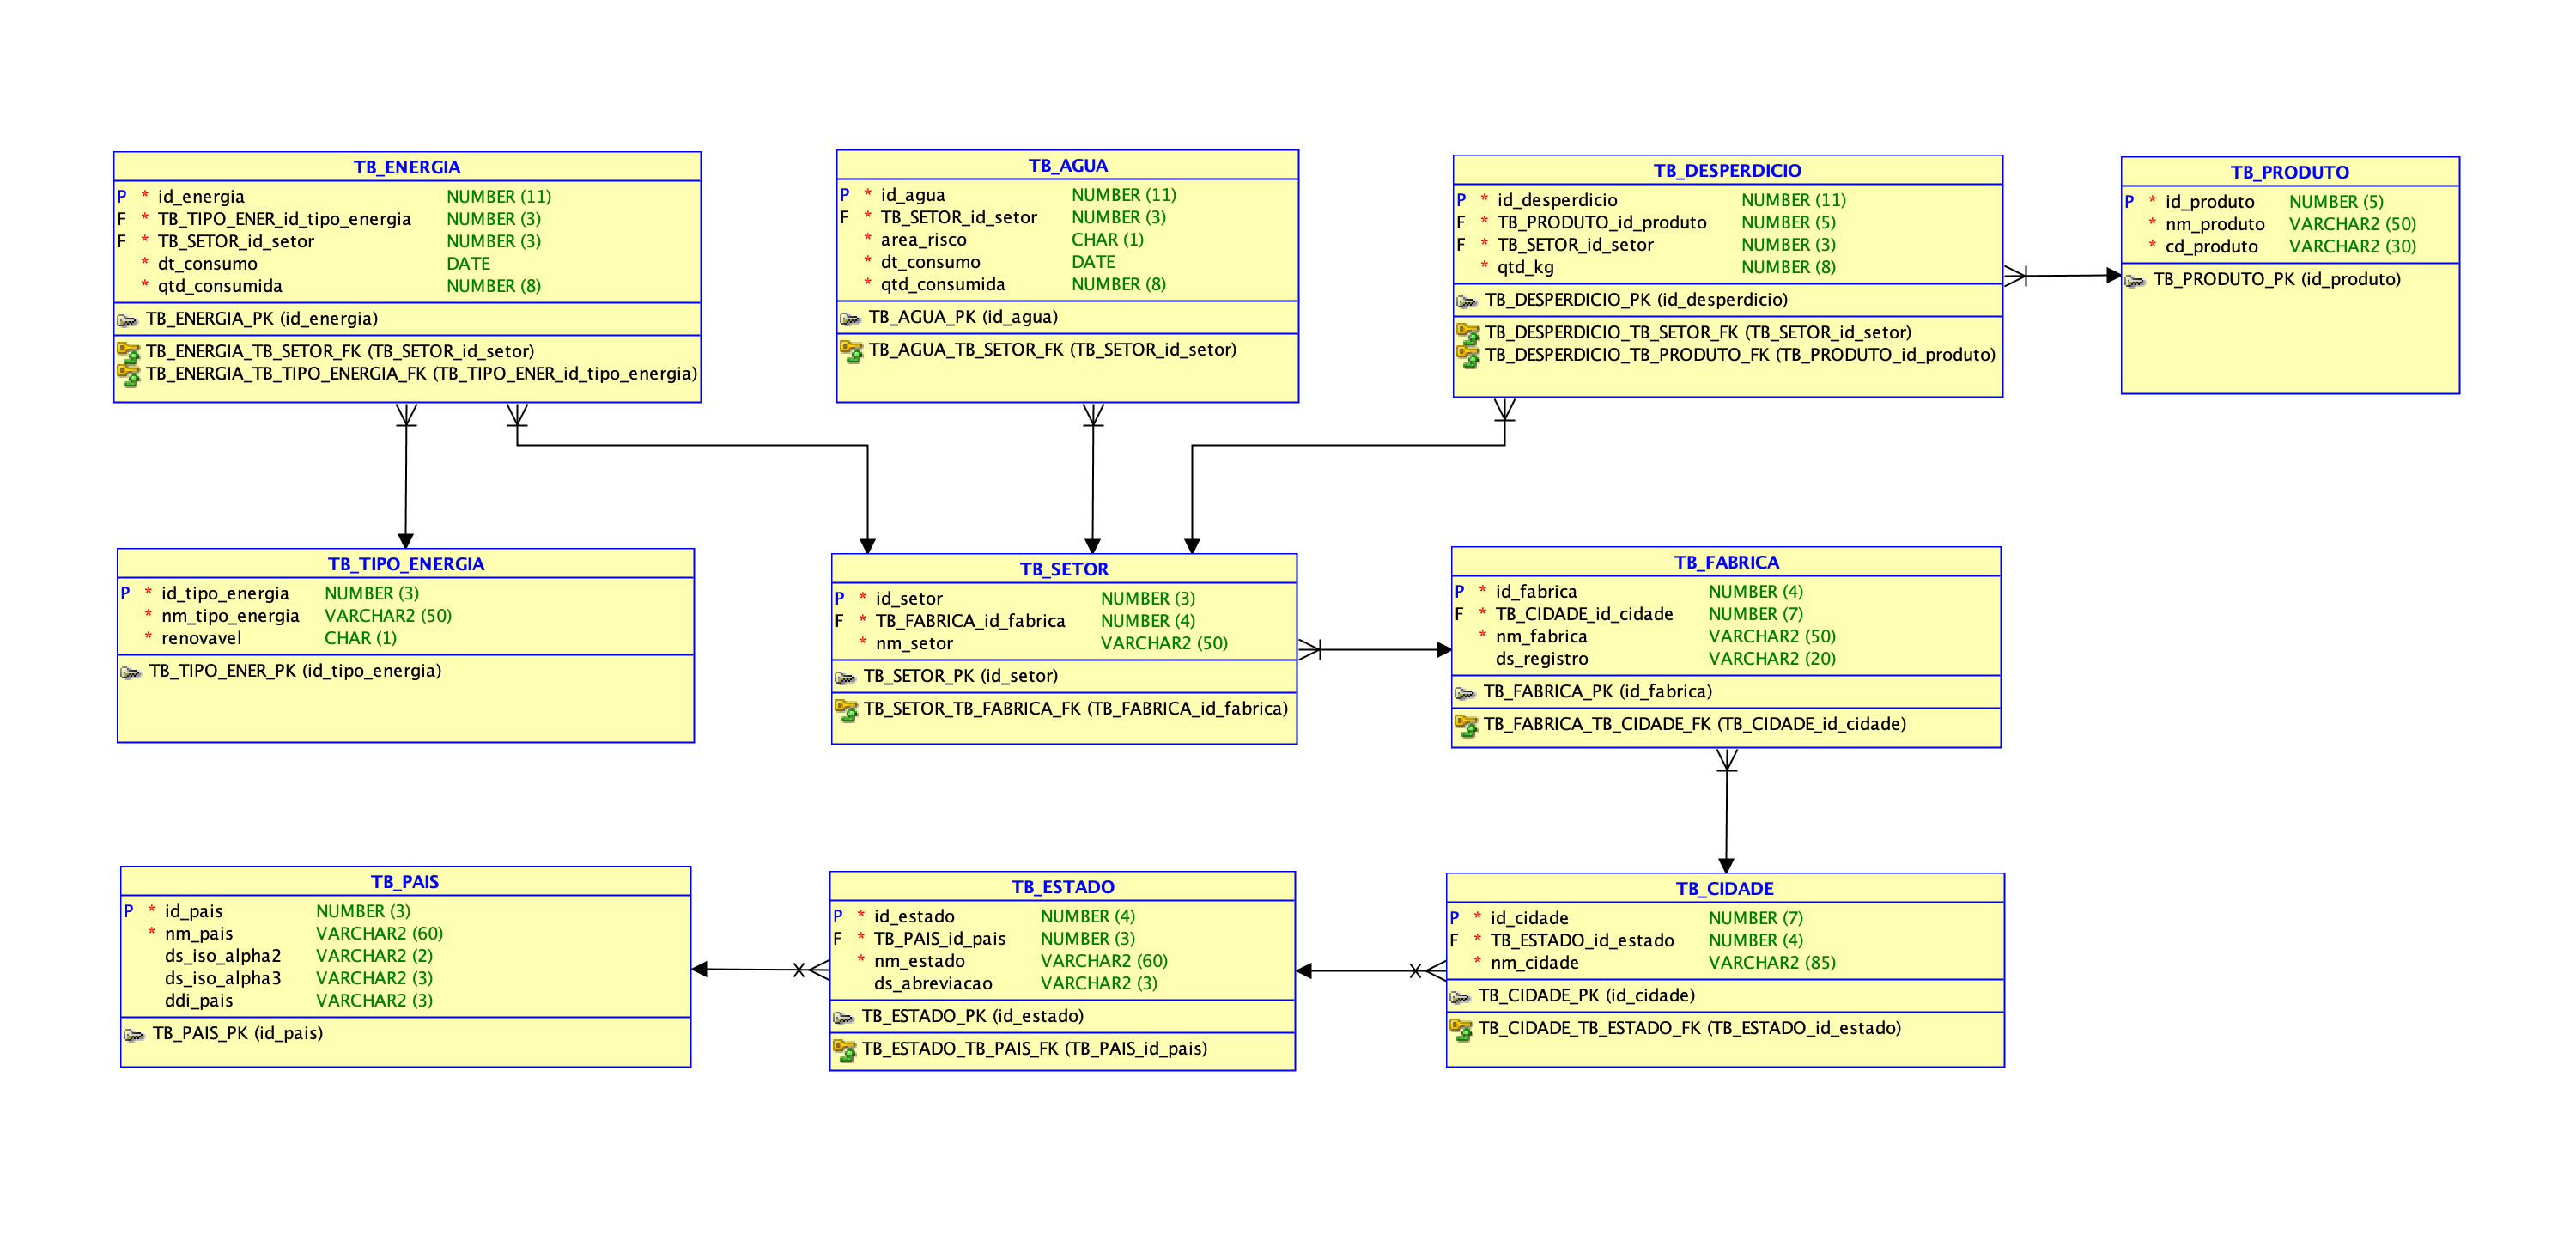 TB_ENERGIA
P * id_energia NUMBER (11)
F * TB_TIPO_ENER_id_tipo_energia NUMBER (3)
F * TB_SETOR_id_setor NUMBER (3)
* dt_consumo DATE
* qtd_consumida NUMBER (8)
TB_ENERGIA_PK (id_energia)
TB_ENERGIA_TB_SETOR_FK (TB_SETOR_id_setor)
TB_ENERGIA_TB_TIPO_ENERGIA_FK (TB_TIPO_ENER_id_tipo_energia)
TB_AGUA
P * id_agua NUMBER (11)
F * TB_SETOR_id_setor NUMBER (3)
* area_risco CHAR (1)
* dt_consumo DATE
* qtd_consumida NUMBER (8)
TB_AGUA_PK (id_agua)
TB_AGUA_TB_SETOR_FK (TB_SETOR_id_setor)
TB_DESPERDICIO
P * id_desperdicio NUMBER (11)
F * TB_PRODUTO_id_produto NUMBER (5)
F * TB_SETOR_id_setor NUMBER (3)
* qtd_kg NUMBER (8)
TB_DESPERDICIO_PK (id_desperdicio)
TB_DESPERDICIO_TB_SETOR_FK (TB_SETOR_id_setor)
TB_DESPERDICIO_TB_PRODUTO_FK (TB_PRODUTO_id_produto)
TB_PRODUTO
P * id_produto NUMBER (5)
* nm_produto VARCHAR2 (50)
* cd_produto VARCHAR2 (30)
TB_PRODUTO_PK (id_produto)
TB_TIPO_ENERGIA
P * id_tipo_energia NUMBER (3)
* nm_tipo_energia VARCHAR2 (50)
* renovavel CHAR (1)
TB_TIPO_ENER_PK (id_tipo_energia)
TB_SETOR
P * id_setor NUMBER (3)
F * TB_FABRICA_id_fabrica NUMBER (4)
* nm_setor VARCHAR2 (50)
TB_SETOR_PK (id_setor)
TB_SETOR_TB_FABRICA_FK (TB_FABRICA_id_fabrica)
TB_FABRICA
P * id_fabrica NUMBER (4)
F * TB_CIDADE_id_cidade NUMBER (7)
* nm_fabrica VARCHAR2 (50)
ds_registro VARCHAR2 (20)
TB_FABRICA_PK (id_fabrica)
TB_FABRICA_TB_CIDADE_FK (TB_CIDADE_id_cidade)
TB_PAIS
P * id_pais NUMBER (3)
* nm_pais VARCHAR2 (60)
ds_iso_alpha2 VARCHAR2 (2)
ds_iso_alpha3 VARCHAR2 (3)
ddi_pais VARCHAR2 (3)
TB_PAIS_PK (id_pais)
TB_ESTADO
P * id_estado NUMBER (4)
F * TB_PAIS_id_pais NUMBER (3)
* nm_estado VARCHAR2 (60)
ds_abreviacao VARCHAR2 (3)
TB_ESTADO_PK (id_estado)
TB_ESTADO_TB_PAIS_FK (TB_PAIS_id_pais)
TB_CIDADE
P * id_cidade NUMBER (7)
F * TB_ESTADO_id_estado NUMBER (4)
* nm_cidade VARCHAR2 (85)
TB_CIDADE_PK (id_cidade)
TB_CIDADE_TB_ESTADO_FK (TB_ESTADO_id_estado)